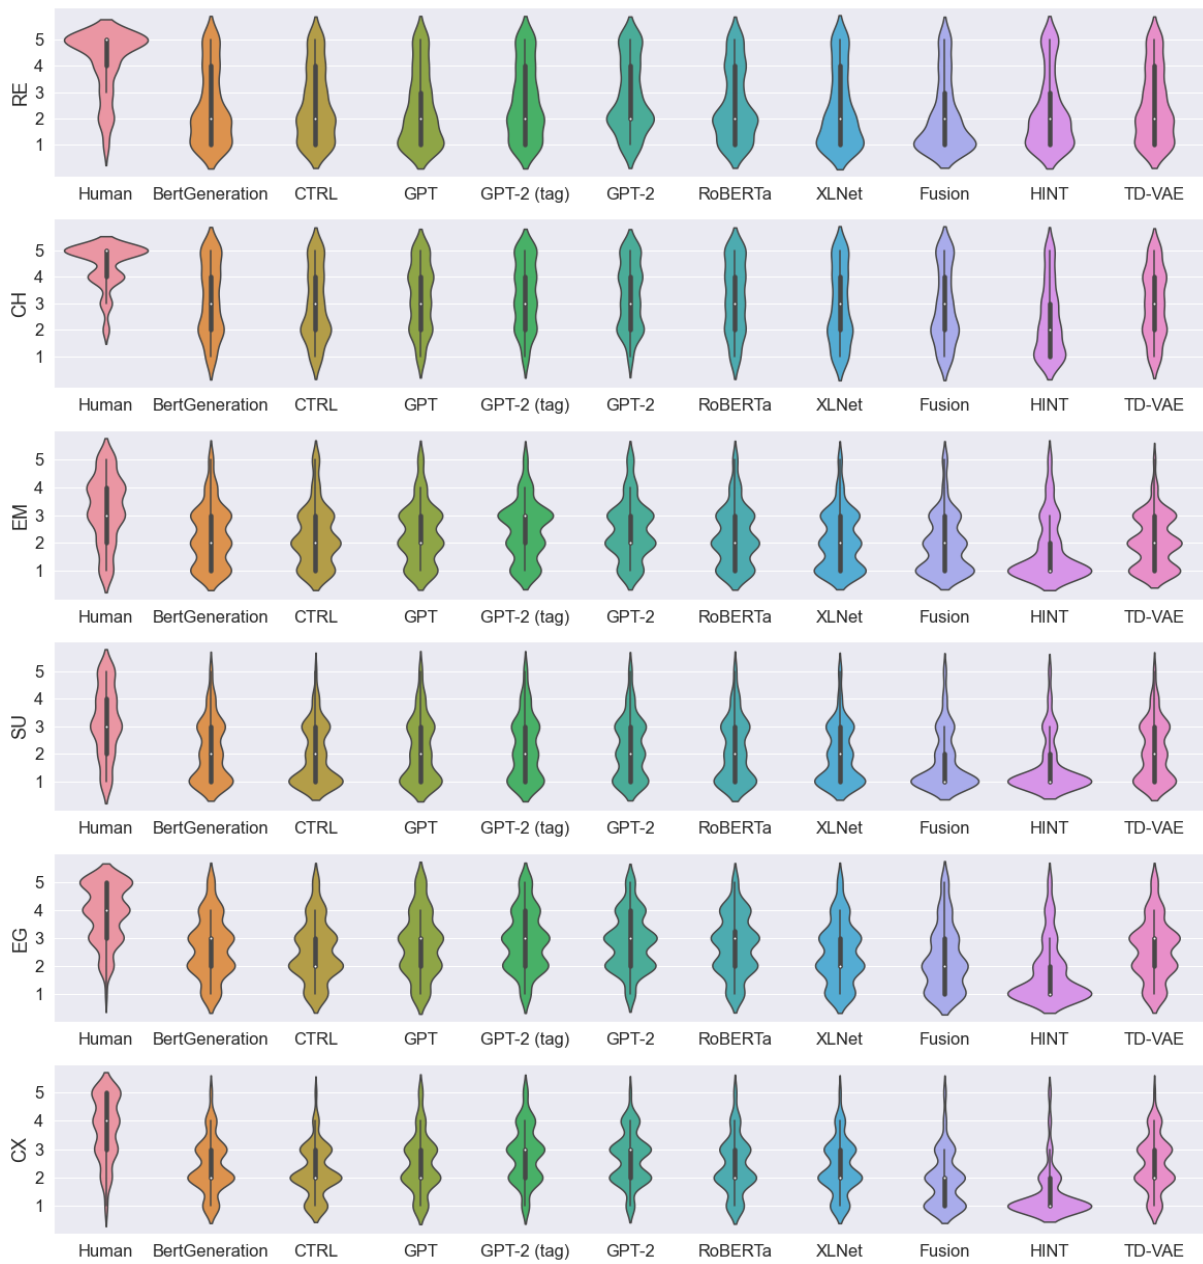 RE
5
4
3
2
1
Human BertGeneration CTRL GPT GPT-2 (tag) GPT-2 RoBERTa XLNet Fusion HINT TD-VAE
CH
5
4
3
2
1
Human BertGeneration CTRL GPT GPT-2 (tag) GPT-2 RoBERTa XLNet Fusion HINT TD-VAE
EM
5
4
3
2
1
Human BertGeneration CTRL GPT GPT-2 (tag) GPT-2 RoBERTa XLNet Fusion HINT TD-VAE
SU
5
4
3
2
1
Human BertGeneration CTRL GPT GPT-2 (tag) GPT-2 RoBERTa XLNet Fusion HINT TD-VAE
EG
5
4
3
2
1
Human BertGeneration CTRL GPT GPT-2 (tag) GPT-2 RoBERTa XLNet Fusion HINT TD-VAE
CX
5
4
3
2
1
Human BertGeneration CTRL GPT GPT-2 (tag) GPT-2 RoBERTa XLNet Fusion HINT TD-VAE